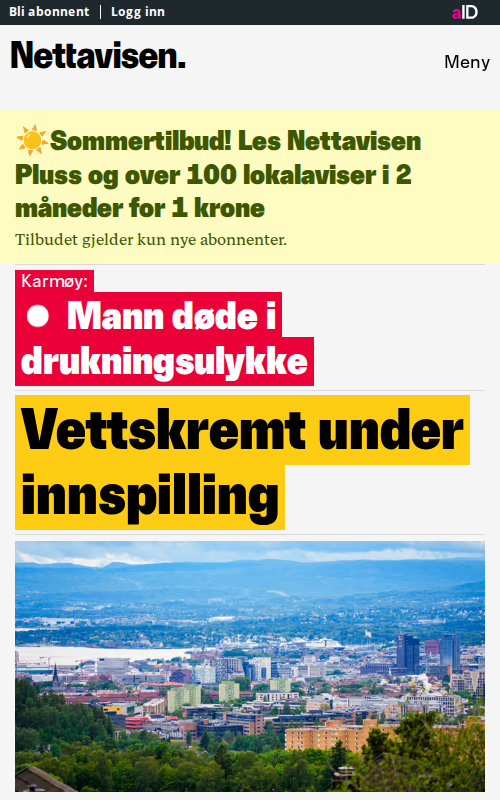 Bli abonnent
Logg inn
aID
Nettavisen.
Meny
Sommertilbud! Les Nettavisen
Pluss og over 100 lokalaviser i 2
måneder for 1 krone
Tilbudet gjelder kun nye abonnenter.
Karmøy:
Mann døde i
drukningsulykke
Vettskremt under
innspilling